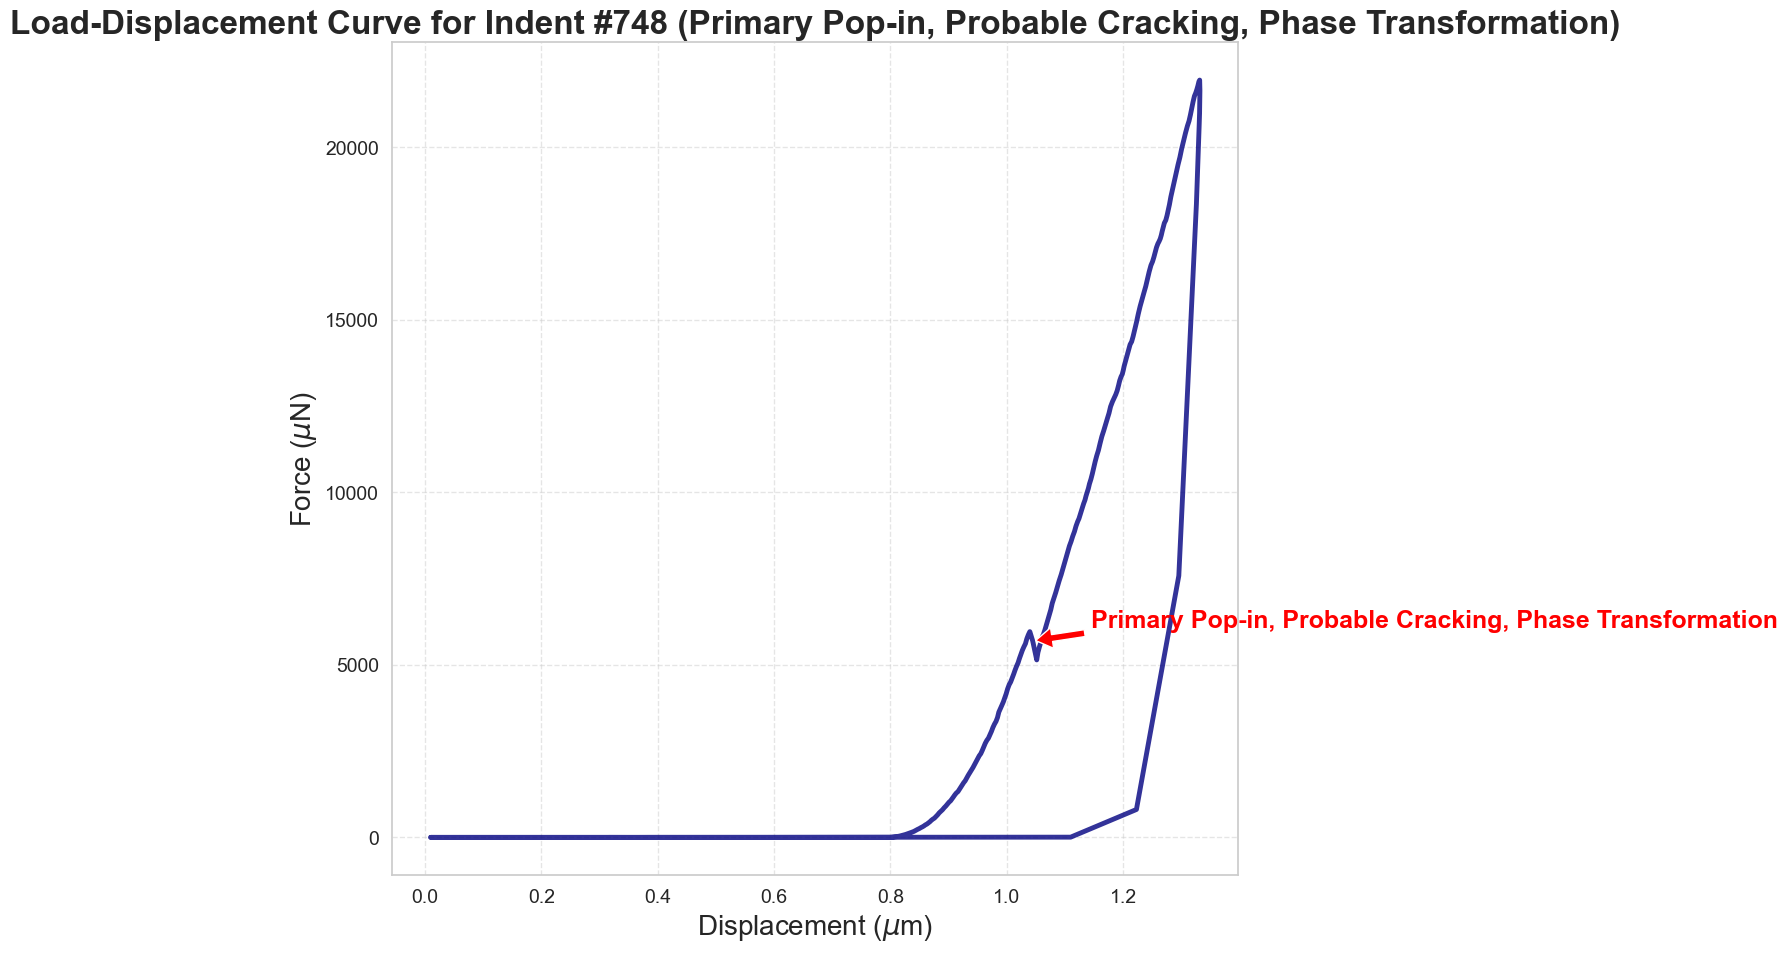 Load-Displacement Curve for Indent #748 (Primary Pop-in, Probable Cracking, Phase Transformation)
20000
15000
10000
5000
0
Force (μN)
Primary Pop-in, Probable Cracking, Phase Transformation
0.0 0.2 0.4 0.6 0.8 1.0 1.2
Displacement (μm)